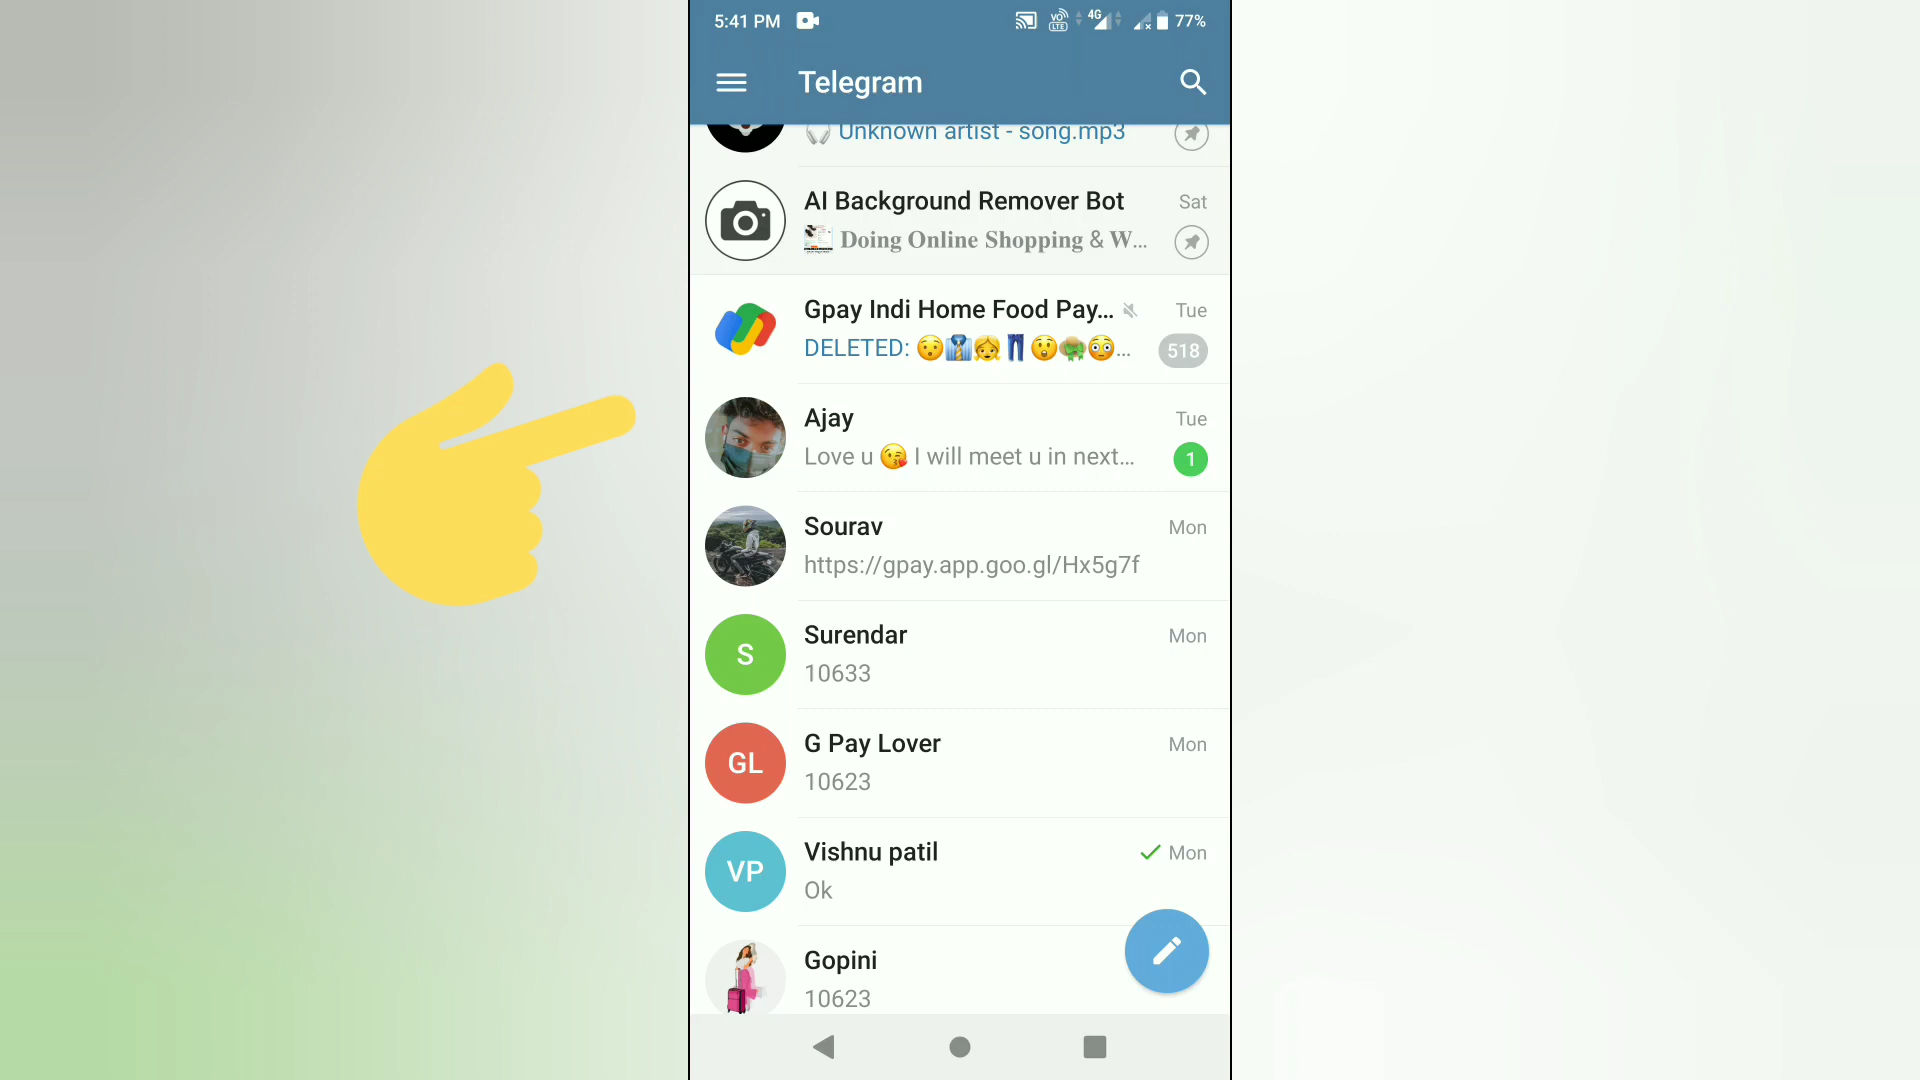 5:41 PM VO LTE 4G 77%
Telegram
Unknown artist - song.mp3
AI Background Remover Bot Sat
Doing Online Shopping & W...
Gpay Indi Home Food Pay... Tue
DELETED: 😯👔👧👖😲👒😳... 518
Ajay Tue
Love u 😘 I will meet u in next... 1
Sourav Mon
https://gpay.app.goo.gl/Hx5g7f
S Surendar Mon
10633
GL G Pay Lover Mon
10623
VP Vishnu patil Mon
Ok
Gopini
10623